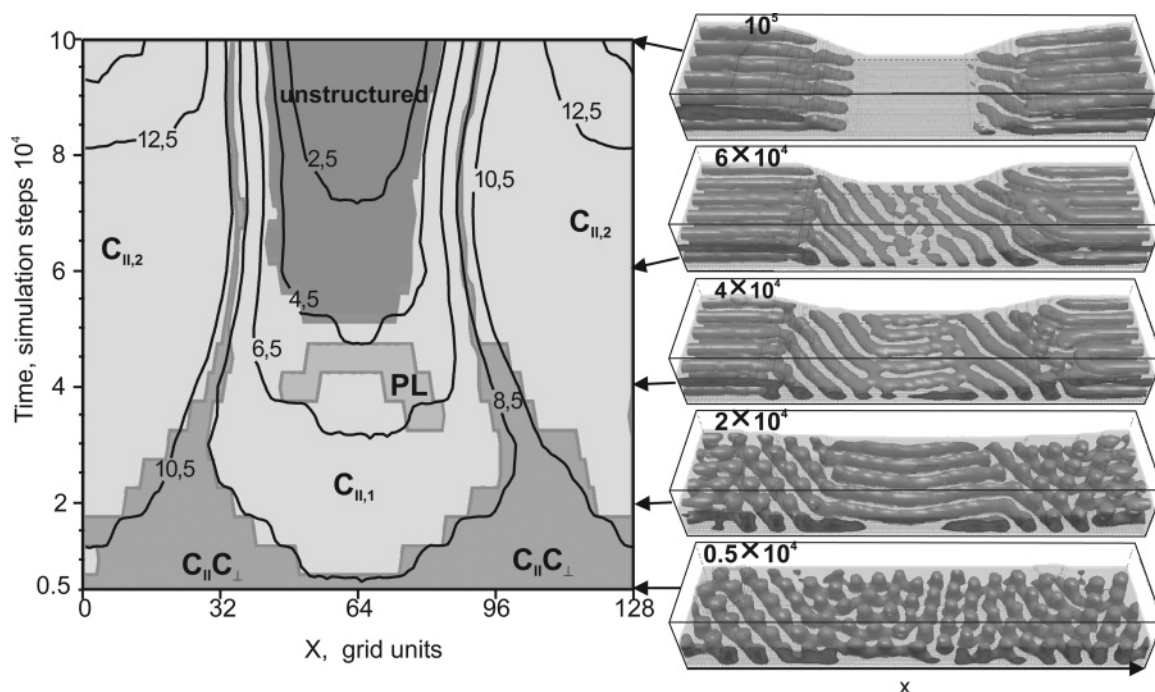 10
8
6
4
2
0.5
Time, simulation steps 10⁴
0
32
64
96
128
X, grid units
unstructured
12,5
12,5
2,5
10,5
C||,2
C||,2
4,5
6,5
PL
8,5
10,5
C||,1
C||C⊥
C||C⊥
10⁵
6×10⁴
4×10⁴
2×10⁴
0.5×10⁴
x